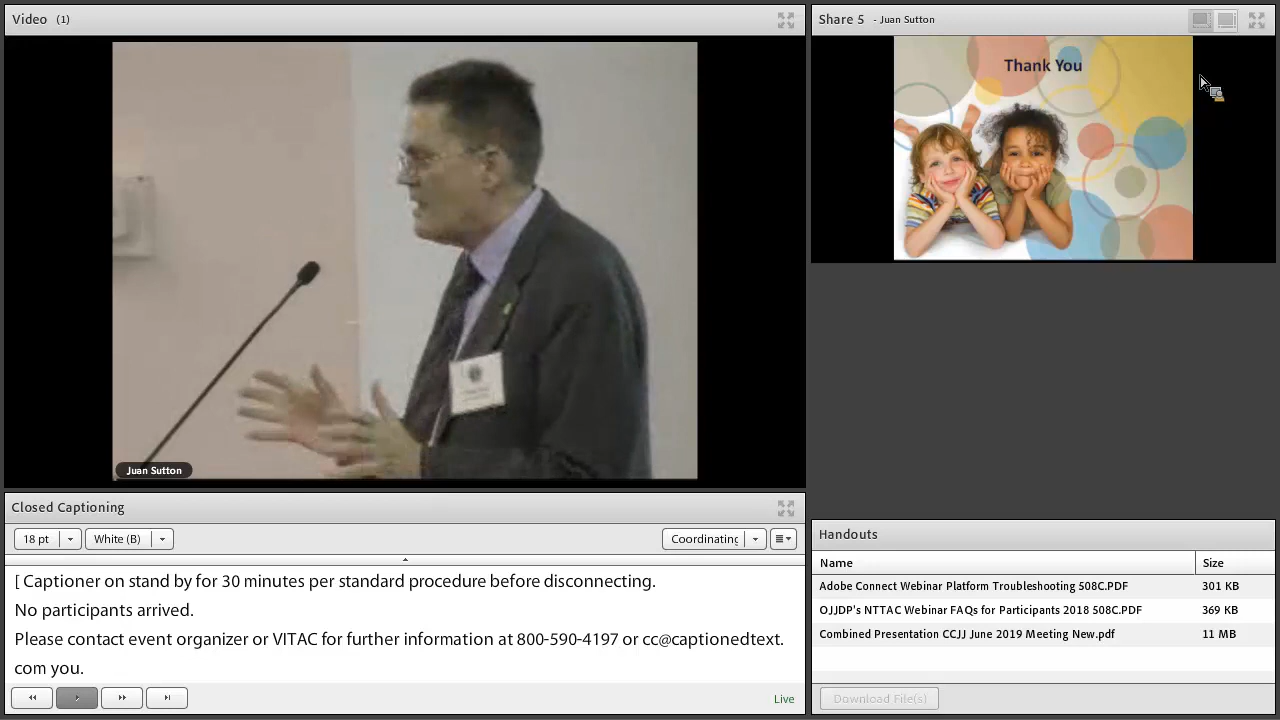 Video (1)
Juan Sutton
Share 5 - Juan Sutton
Thank You
Closed Captioning
18 pt
White (B)
Coordinating
[ Captioner on stand by for 30 minutes per standard procedure before disconnecting.
No participants arrived.
Please contact event organizer or VITAC for further information at 800-590-4197 or cc@captionedtext.
com you.
Live
Handouts
Name Size
Adobe Connect Webinar Platform Troubleshooting 508C.PDF 301 KB
OJJDP's NTTAC Webinar FAQs for Participants 2018 508C.PDF 369 KB
Combined Presentation CCJJ June 2019 Meeting New.pdf 11 MB
Download File(s)